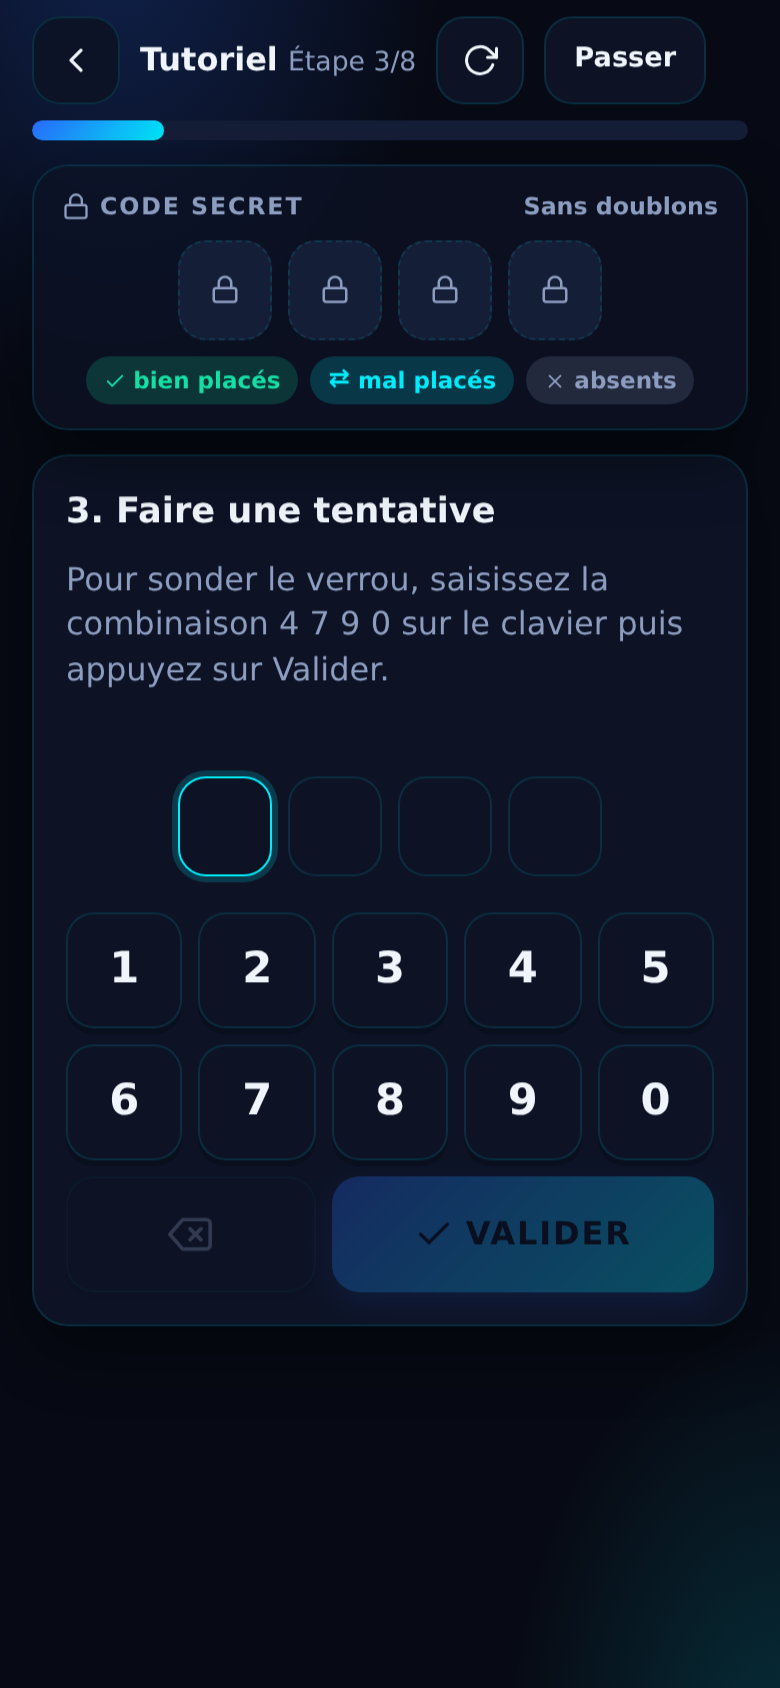 Tutoriel Étape 3/8
Passer
CODE SECRET
Sans doublons
bien placés
mal placés
absents
3. Faire une tentative
Pour sonder le verrou, saisissez la
combinaison 4 7 9 0 sur le clavier puis
appuyez sur Valider.
1 2 3 4 5
6 7 8 9 0
VALIDER